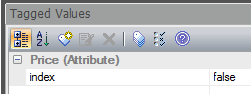 Tagged Values
Price (Attribute)
index false